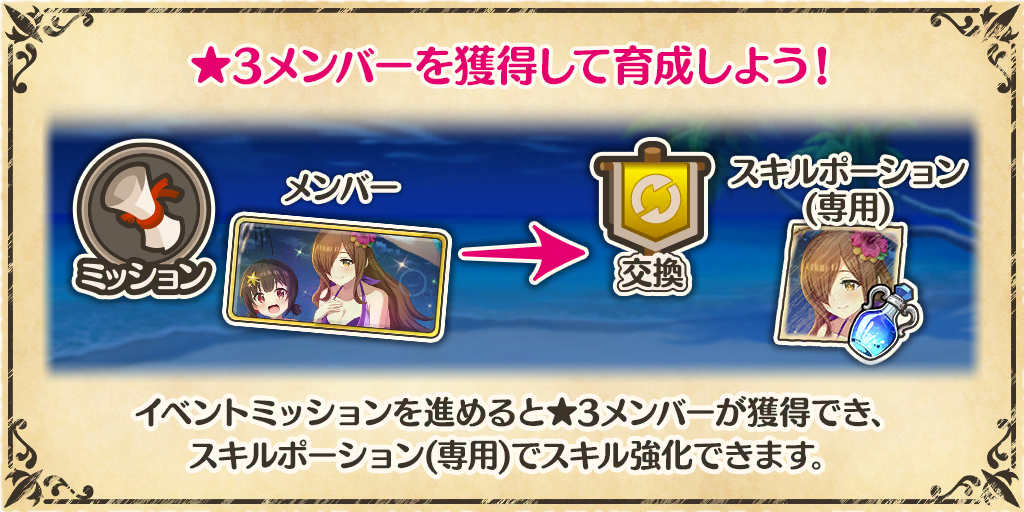 ★3メンバーを獲得して育成しよう!
ミッション
メンバー
交換
スキルポーション
(専用)
イベントミッションを進めると★3メンバーが獲得でき、
スキルポーション(専用)でスキル強化できます。